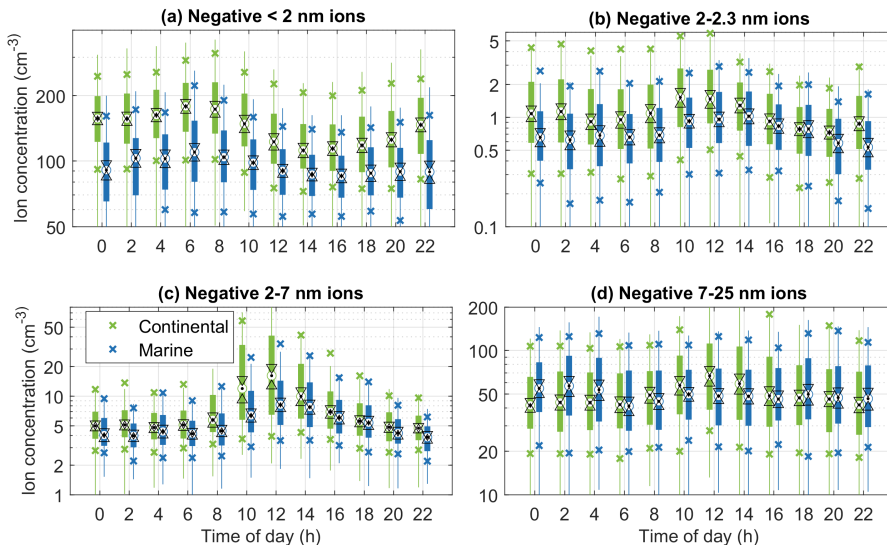 (a) Negative < 2 nm ions
Ion concentration (cm-3)
200
100
50
0 2 4 6 8 10 12 14 16 18 20 22
(b) Negative 2-2.3 nm ions
5
1
0.5
0.1
0 2 4 6 8 10 12 14 16 18 20 22
(c) Negative 2-7 nm ions
Ion concentration (cm-3)
50
20
10
5
2
1
Continental
Marine
0 2 4 6 8 10 12 14 16 18 20 22
Time of day (h)
(d) Negative 7-25 nm ions
200
100
50
20
10
0 2 4 6 8 10 12 14 16 18 20 22
Time of day (h)